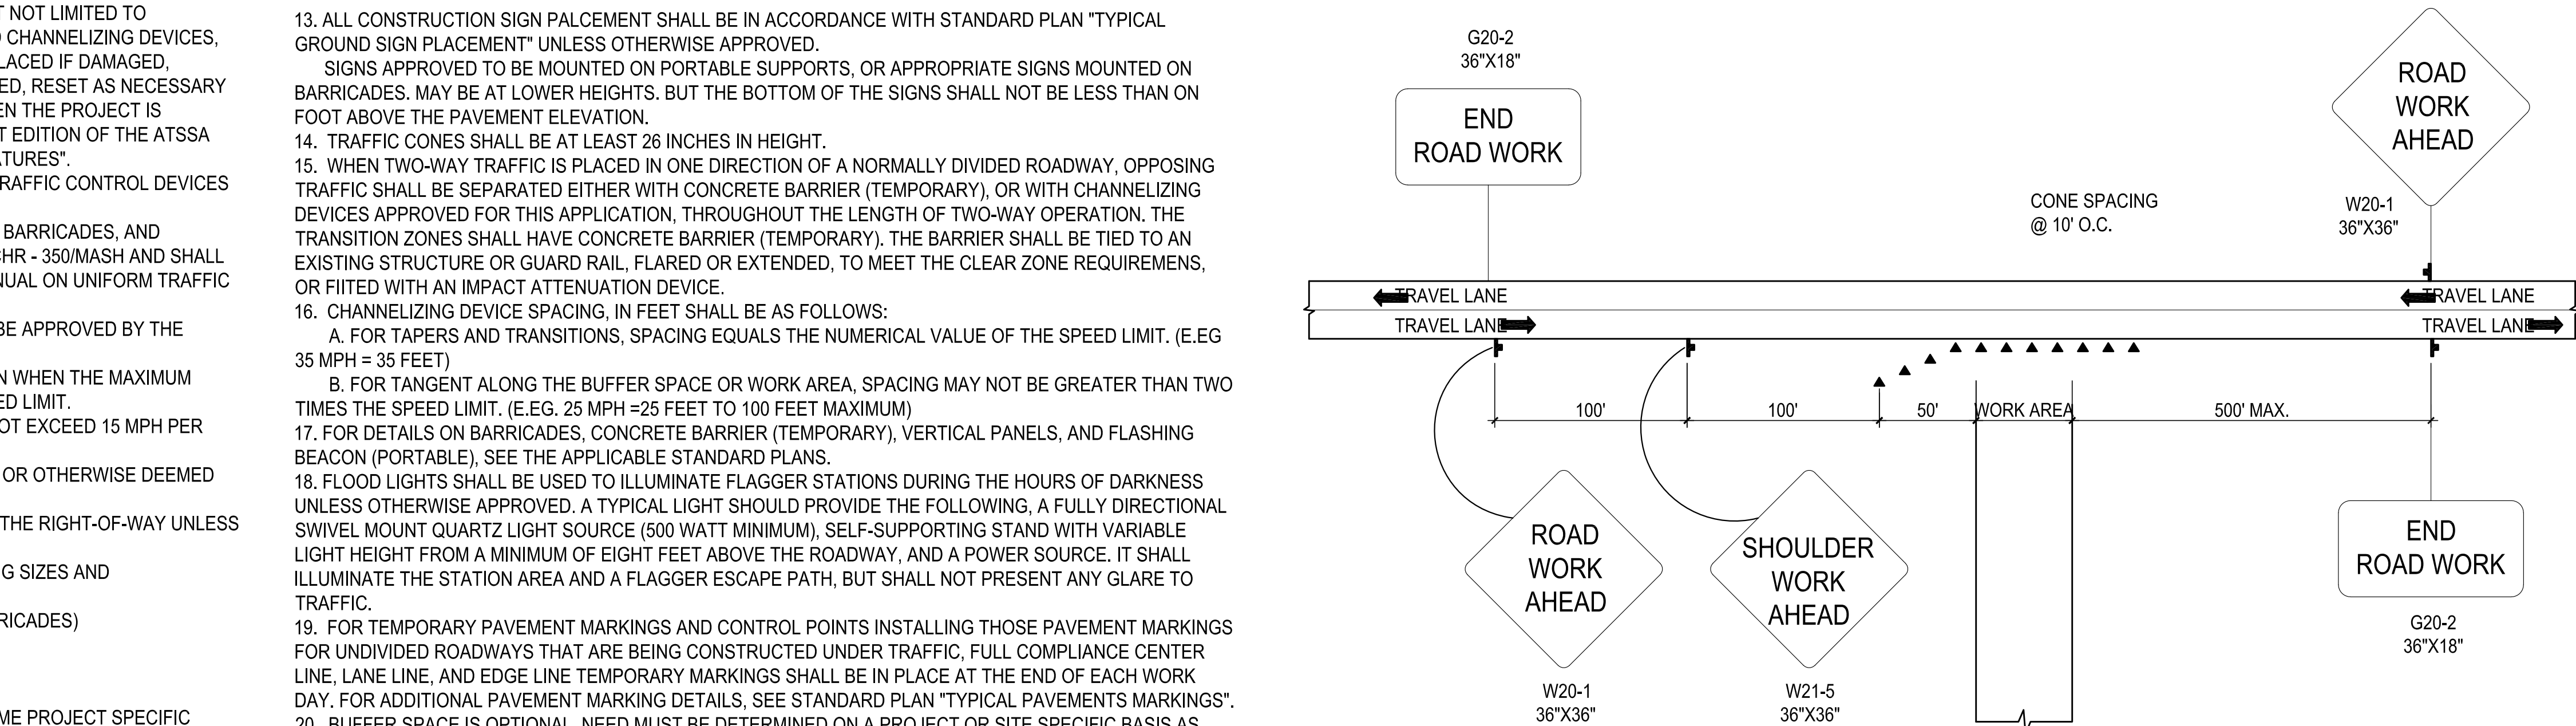 T NOT LIMITED TO
CHANNELIZING DEVICES,
LACED IF DAMAGED,
ED, RESET AS NECESSARY
EN THE PROJECT IS
T EDITION OF THE ATSSA
ATURES".
RAFFIC CONTROL DEVICES
BARRICADES, AND
CHR - 350/MASH AND SHALL
NUAL ON UNIFORM TRAFFIC
BE APPROVED BY THE
N WHEN THE MAXIMUM
ED LIMIT.
OT EXCEED 15 MPH PER
OR OTHERWISE DEEMED
THE RIGHT-OF-WAY UNLESS
G SIZES AND
RICADES)
ME PROJECT SPECIFIC
13. ALL CONSTRUCTION SIGN PALCEMENT SHALL BE IN ACCORDANCE WITH STANDARD PLAN "TYPICAL
GROUND SIGN PLACEMENT" UNLESS OTHERWISE APPROVED.
SIGNS APPROVED TO BE MOUNTED ON PORTABLE SUPPORTS, OR APPROPRIATE SIGNS MOUNTED ON
BARRICADES. MAY BE AT LOWER HEIGHTS. BUT THE BOTTOM OF THE SIGNS SHALL NOT BE LESS THAN ON
FOOT ABOVE THE PAVEMENT ELEVATION.
14. TRAFFIC CONES SHALL BE AT LEAST 26 INCHES IN HEIGHT.
15. WHEN TWO-WAY TRAFFIC IS PLACED IN ONE DIRECTION OF A NORMALLY DIVIDED ROADWAY, OPPOSING
TRAFFIC SHALL BE SEPARATED EITHER WITH CONCRETE BARRIER (TEMPORARY), OR WITH CHANNELIZING
DEVICES APPROVED FOR THIS APPLICATION, THROUGHOUT THE LENGTH OF TWO-WAY OPERATION. THE
TRANSITION ZONES SHALL HAVE CONCRETE BARRIER (TEMPORARY). THE BARRIER SHALL BE TIED TO AN
EXISTING STRUCTURE OR GUARD RAIL, FLARED OR EXTENDED, TO MEET THE CLEAR ZONE REQUIREMENS,
OR FIITED WITH AN IMPACT ATTENUATION DEVICE.
16. CHANNELIZING DEVICE SPACING, IN FEET SHALL BE AS FOLLOWS:
A. FOR TAPERS AND TRANSITIONS, SPACING EQUALS THE NUMERICAL VALUE OF THE SPEED LIMIT. (E.EG
35 MPH = 35 FEET)
B. FOR TANGENT ALONG THE BUFFER SPACE OR WORK AREA, SPACING MAY NOT BE GREATER THAN TWO
TIMES THE SPEED LIMIT. (E.EG. 25 MPH =25 FEET TO 100 FEET MAXIMUM)
17. FOR DETAILS ON BARRICADES, CONCRETE BARRIER (TEMPORARY), VERTICAL PANELS, AND FLASHING
BEACON (PORTABLE), SEE THE APPLICABLE STANDARD PLANS.
18. FLOOD LIGHTS SHALL BE USED TO ILLUMINATE FLAGGER STATIONS DURING THE HOURS OF DARKNESS
UNLESS OTHERWISE APPROVED. A TYPICAL LIGHT SHOULD PROVIDE THE FOLLOWING, A FULLY DIRECTIONAL
SWIVEL MOUNT QUARTZ LIGHT SOURCE (500 WATT MINIMUM), SELF-SUPPORTING STAND WITH VARIABLE
LIGHT HEIGHT FROM A MINIMUM OF EIGHT FEET ABOVE THE ROADWAY, AND A POWER SOURCE. IT SHALL
ILLUMINATE THE STATION AREA AND A FLAGGER ESCAPE PATH, BUT SHALL NOT PRESENT ANY GLARE TO
TRAFFIC.
19. FOR TEMPORARY PAVEMENT MARKINGS AND CONTROL POINTS INSTALLING THOSE PAVEMENT MARKINGS
FOR UNDIVIDED ROADWAYS THAT ARE BEING CONSTRUCTED UNDER TRAFFIC, FULL COMPLIANCE CENTER
LINE, LANE LINE, AND EDGE LINE TEMPORARY MARKINGS SHALL BE IN PLACE AT THE END OF EACH WORK
DAY. FOR ADDITIONAL PAVEMENT MARKING DETAILS, SEE STANDARD PLAN "TYPICAL PAVEMENTS MARKINGS".
20. BUFFER SPACE IS OPTIONAL. NEED MUST BE DETERMINED ON A PROJECT OR SITE SPECIFIC BASIS AS
G20-2
36"X18"
END
ROAD WORK
ROAD
WORK
AHEAD
CONE SPACING
@ 10' O.C.
W20-1
36"X36"
TRAVEL LANE
TRAVEL LANE
TRAVEL LANE
TRAVEL LANE
100'
100'
50'
WORK AREA
500' MAX.
ROAD
WORK
AHEAD
W20-1
36"X36"
SHOULDER
WORK
AHEAD
W21-5
36"X36"
END
ROAD WORK
G20-2
36"X18"